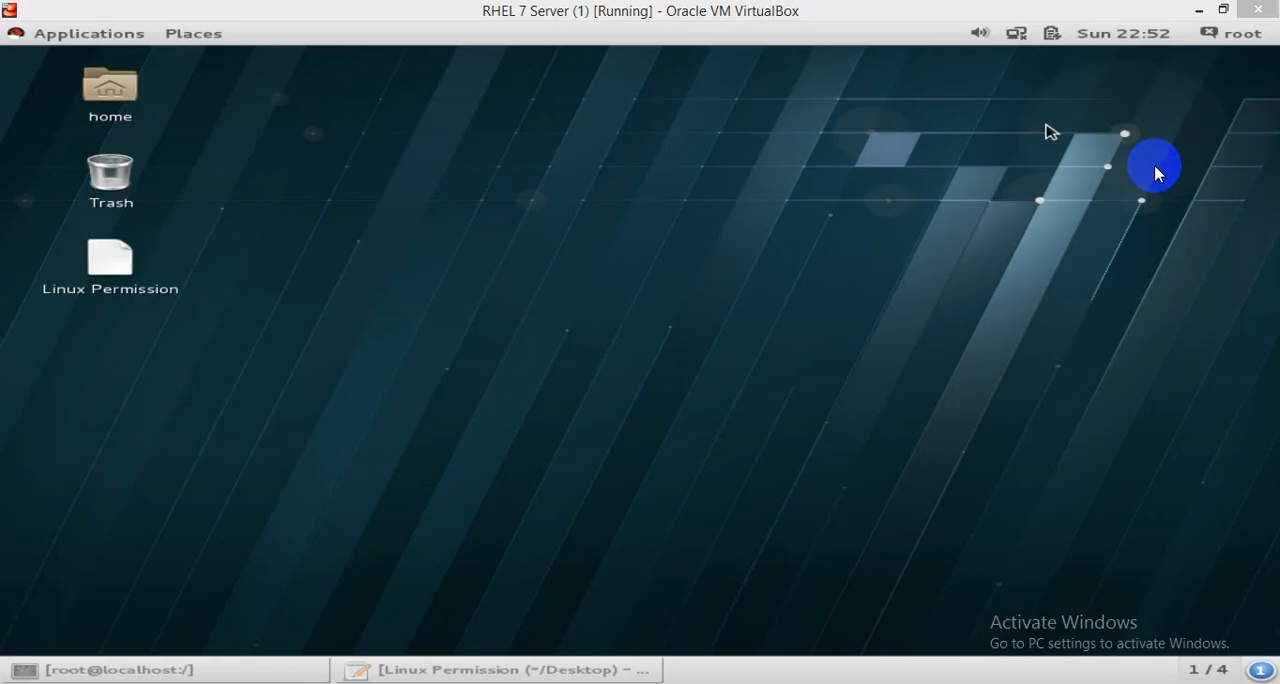 RHEL 7 Server (1) [Running] - Oracle VM VirtualBox
Applications Places Sun 22:52 root
home
Trash
Linux Permission
Activate Windows
Go to PC settings to activate Windows.
[root@localhost:/] [Linux Permission (~/Desktop) – ... 1 / 4 1